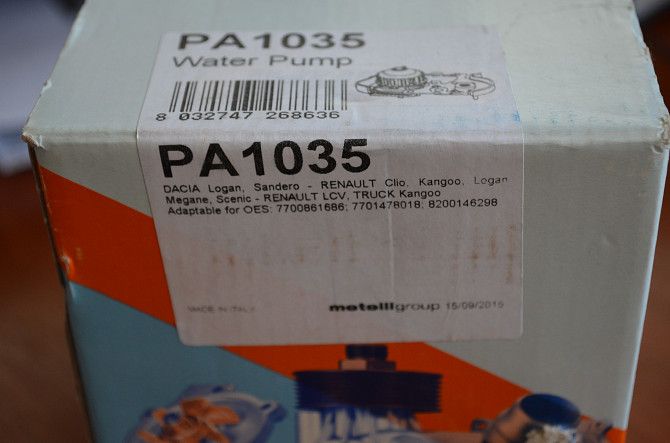 PA1035
Water Pump
8 032747 268636
PA1035
DACIA Logan, Sandero - RENAULT Clio, Kangoo, Logan
Megane, Scenic - RENAULT LCV, TRUCK Kangoo
Adaptable for OES: 7700861686; 7701478018; 8200146298
MADE IN ITALY
metelligroup 15/09/2016